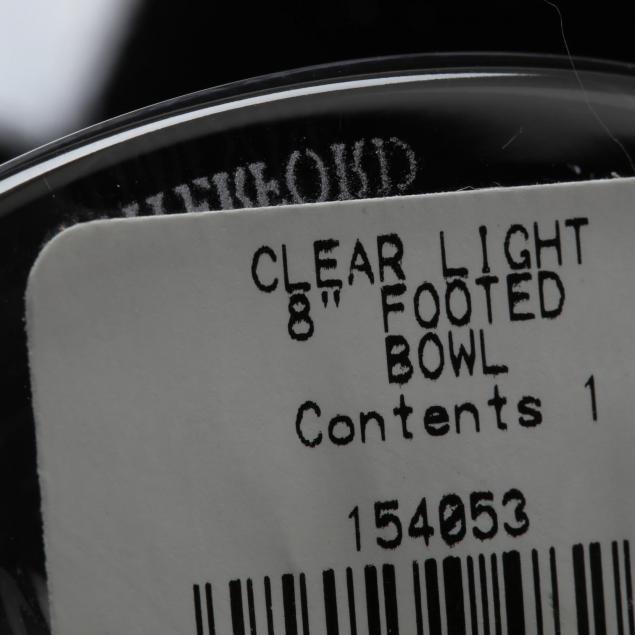 CLEAR LIGHT
8" FOOTED
BOWL
Contents 1
154053